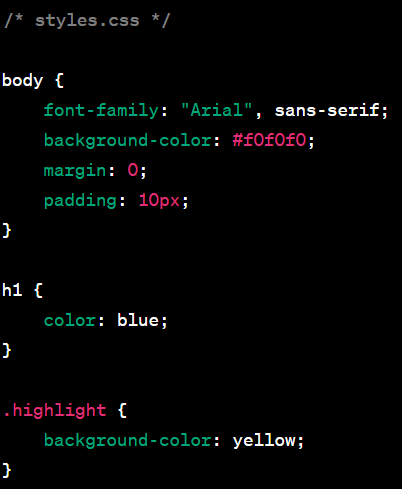 /* styles.css */

body {
    font-family: "Arial", sans-serif;
    background-color: #f0f0f0;
    margin: 0;
    padding: 10px;
}

h1 {
    color: blue;
}

.highlight {
    background-color: yellow;
}